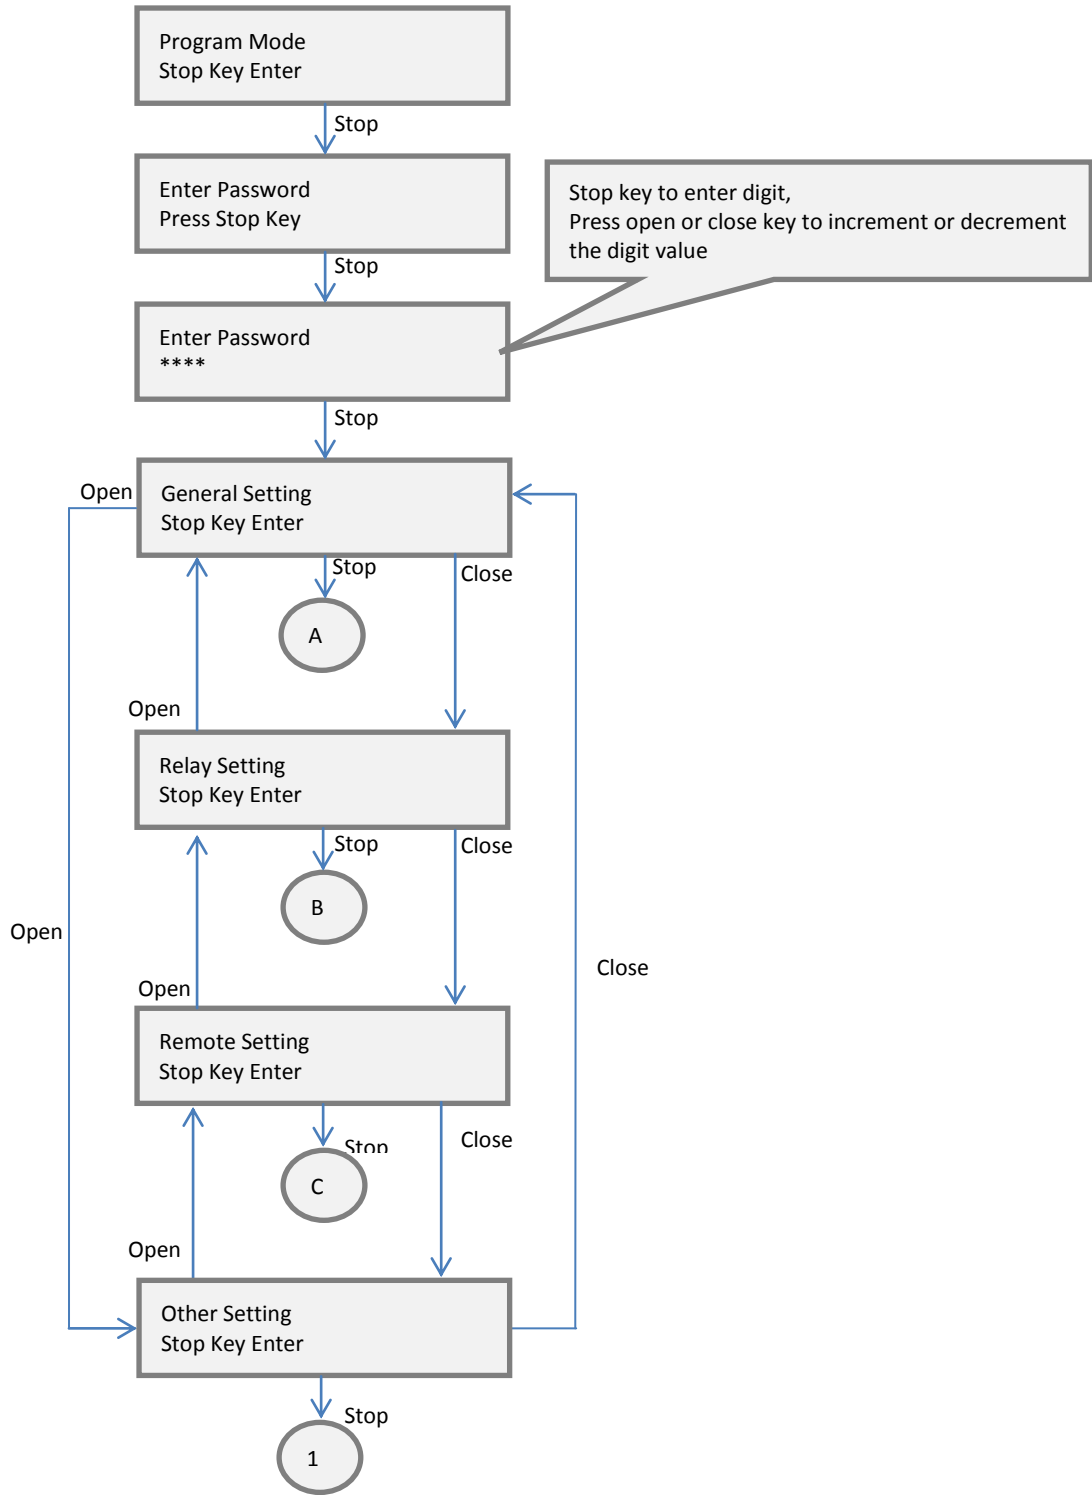 Program Mode
Stop Key Enter
Stop
Enter Password
Press Stop Key
Stop key to enter digit,
Press open or close key to increment or decrement
the digit value
Stop
Enter Password
****
Stop
Open
General Setting
Stop Key Enter
Stop
Close
A
Open
Relay Setting
Stop Key Enter
Stop
Close
B
Open
Close
Open
Remote Setting
Stop Key Enter
Stop
Close
C
Open
Other Setting
Stop Key Enter
Stop
1